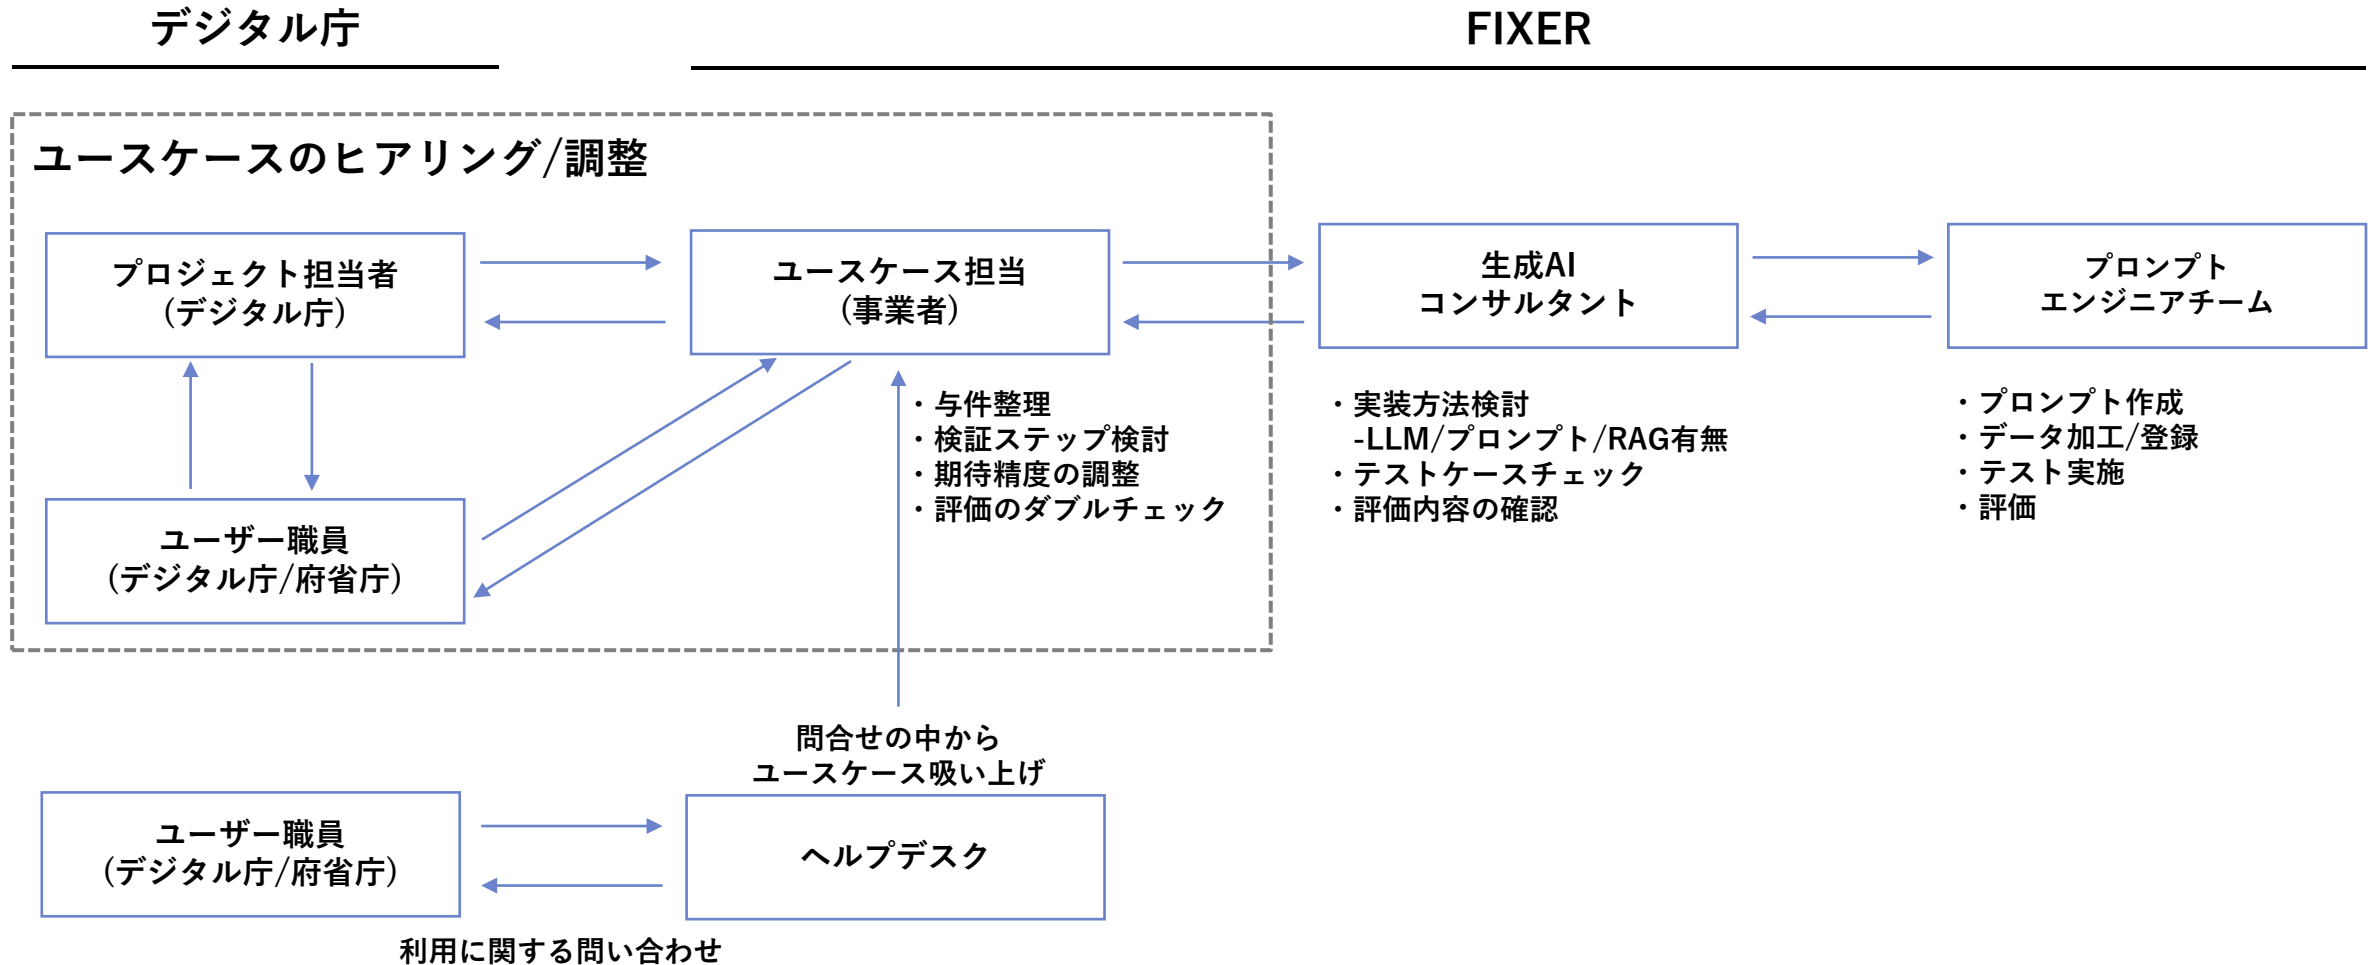 デジタル庁
FIXER
ユースケースのヒアリング/調整
プロジェクト担当者
(デジタル庁)
ユースケース担当
(事業者)
生成AI
コンサルタント
プロンプト
エンジニアチーム
・与件整理
・検証ステップ検討
・期待精度の調整
・評価のダブルチェック
・実装方法検討
-LLM/プロンプト/RAG有無
・テストケースチェック
・評価内容の確認
・プロンプト作成
・データ加工/登録
・テスト実施
・評価
ユーザー職員
(デジタル庁/府省庁)
問合せの中から
ユースケース吸い上げ
ユーザー職員
(デジタル庁/府省庁)
ヘルプデスク
利用に関する問い合わせ